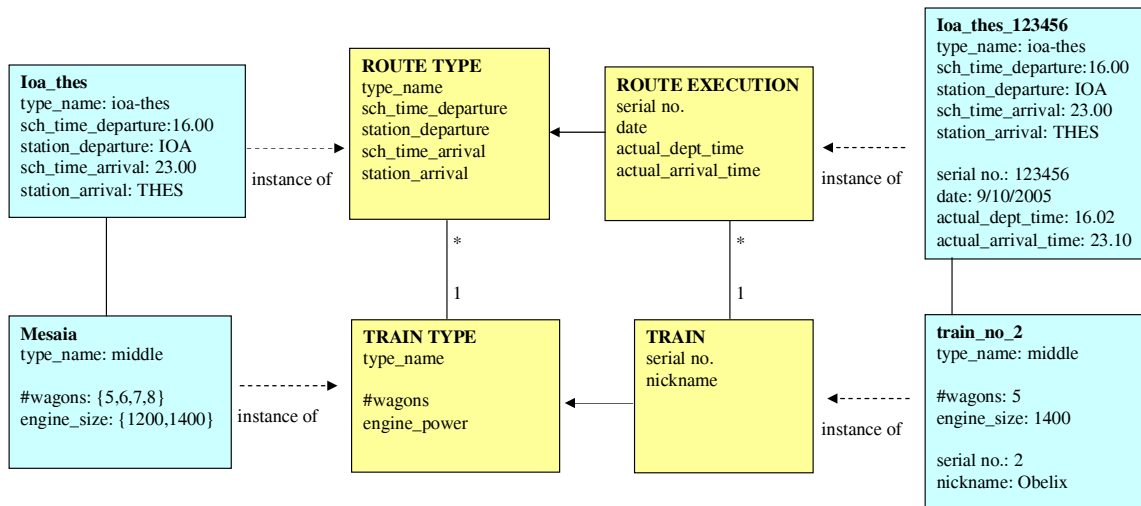 Ioa_thes
type_name: ioa-thes
sch_time_departure:16.00
station_departure: IOA
sch_time_arrival: 23.00
station_arrival: THES
instance of
ROUTE TYPE
type_name
sch_time_departure
station_departure
sch_time_arrival
station_arrival
ROUTE EXECUTION
serial no.
date
actual_dept_time
actual_arrival_time
instance of
Ioa_thes_123456
type_name: ioa-thes
sch_time_departure:16.00
station_departure: IOA
sch_time_arrival: 23.00
station_arrival: THES
serial no.: 123456
date: 9/10/2005
actual_dept_time: 16.02
actual_arrival_time: 23.10
*
1
*
1
Mesaia
type_name: middle
#wagons: {5,6,7,8}
engine_size: {1200,1400}
instance of
TRAIN TYPE
type_name
#wagons
engine_power
TRAIN
serial no.
nickname
instance of
train_no_2
type_name: middle
#wagons: 5
engine_size: 1400
serial no.: 2
nickname: Obelix